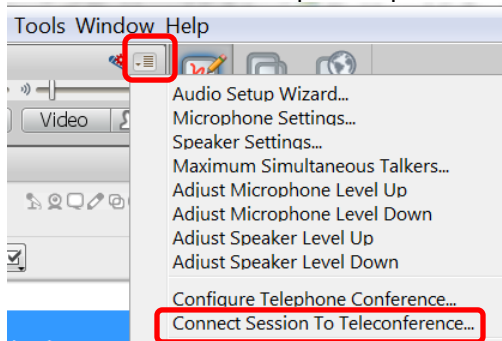 Tools Window Help
Video
Audio Setup Wizard...
Microphone Settings...
Speaker Settings...
Maximum Simultaneous Talkers...
Adjust Microphone Level Up
Adjust Microphone Level Down
Adjust Speaker Level Up
Adjust Speaker Level Down
Configure Telephone Conference...
Connect Session To Teleconference...